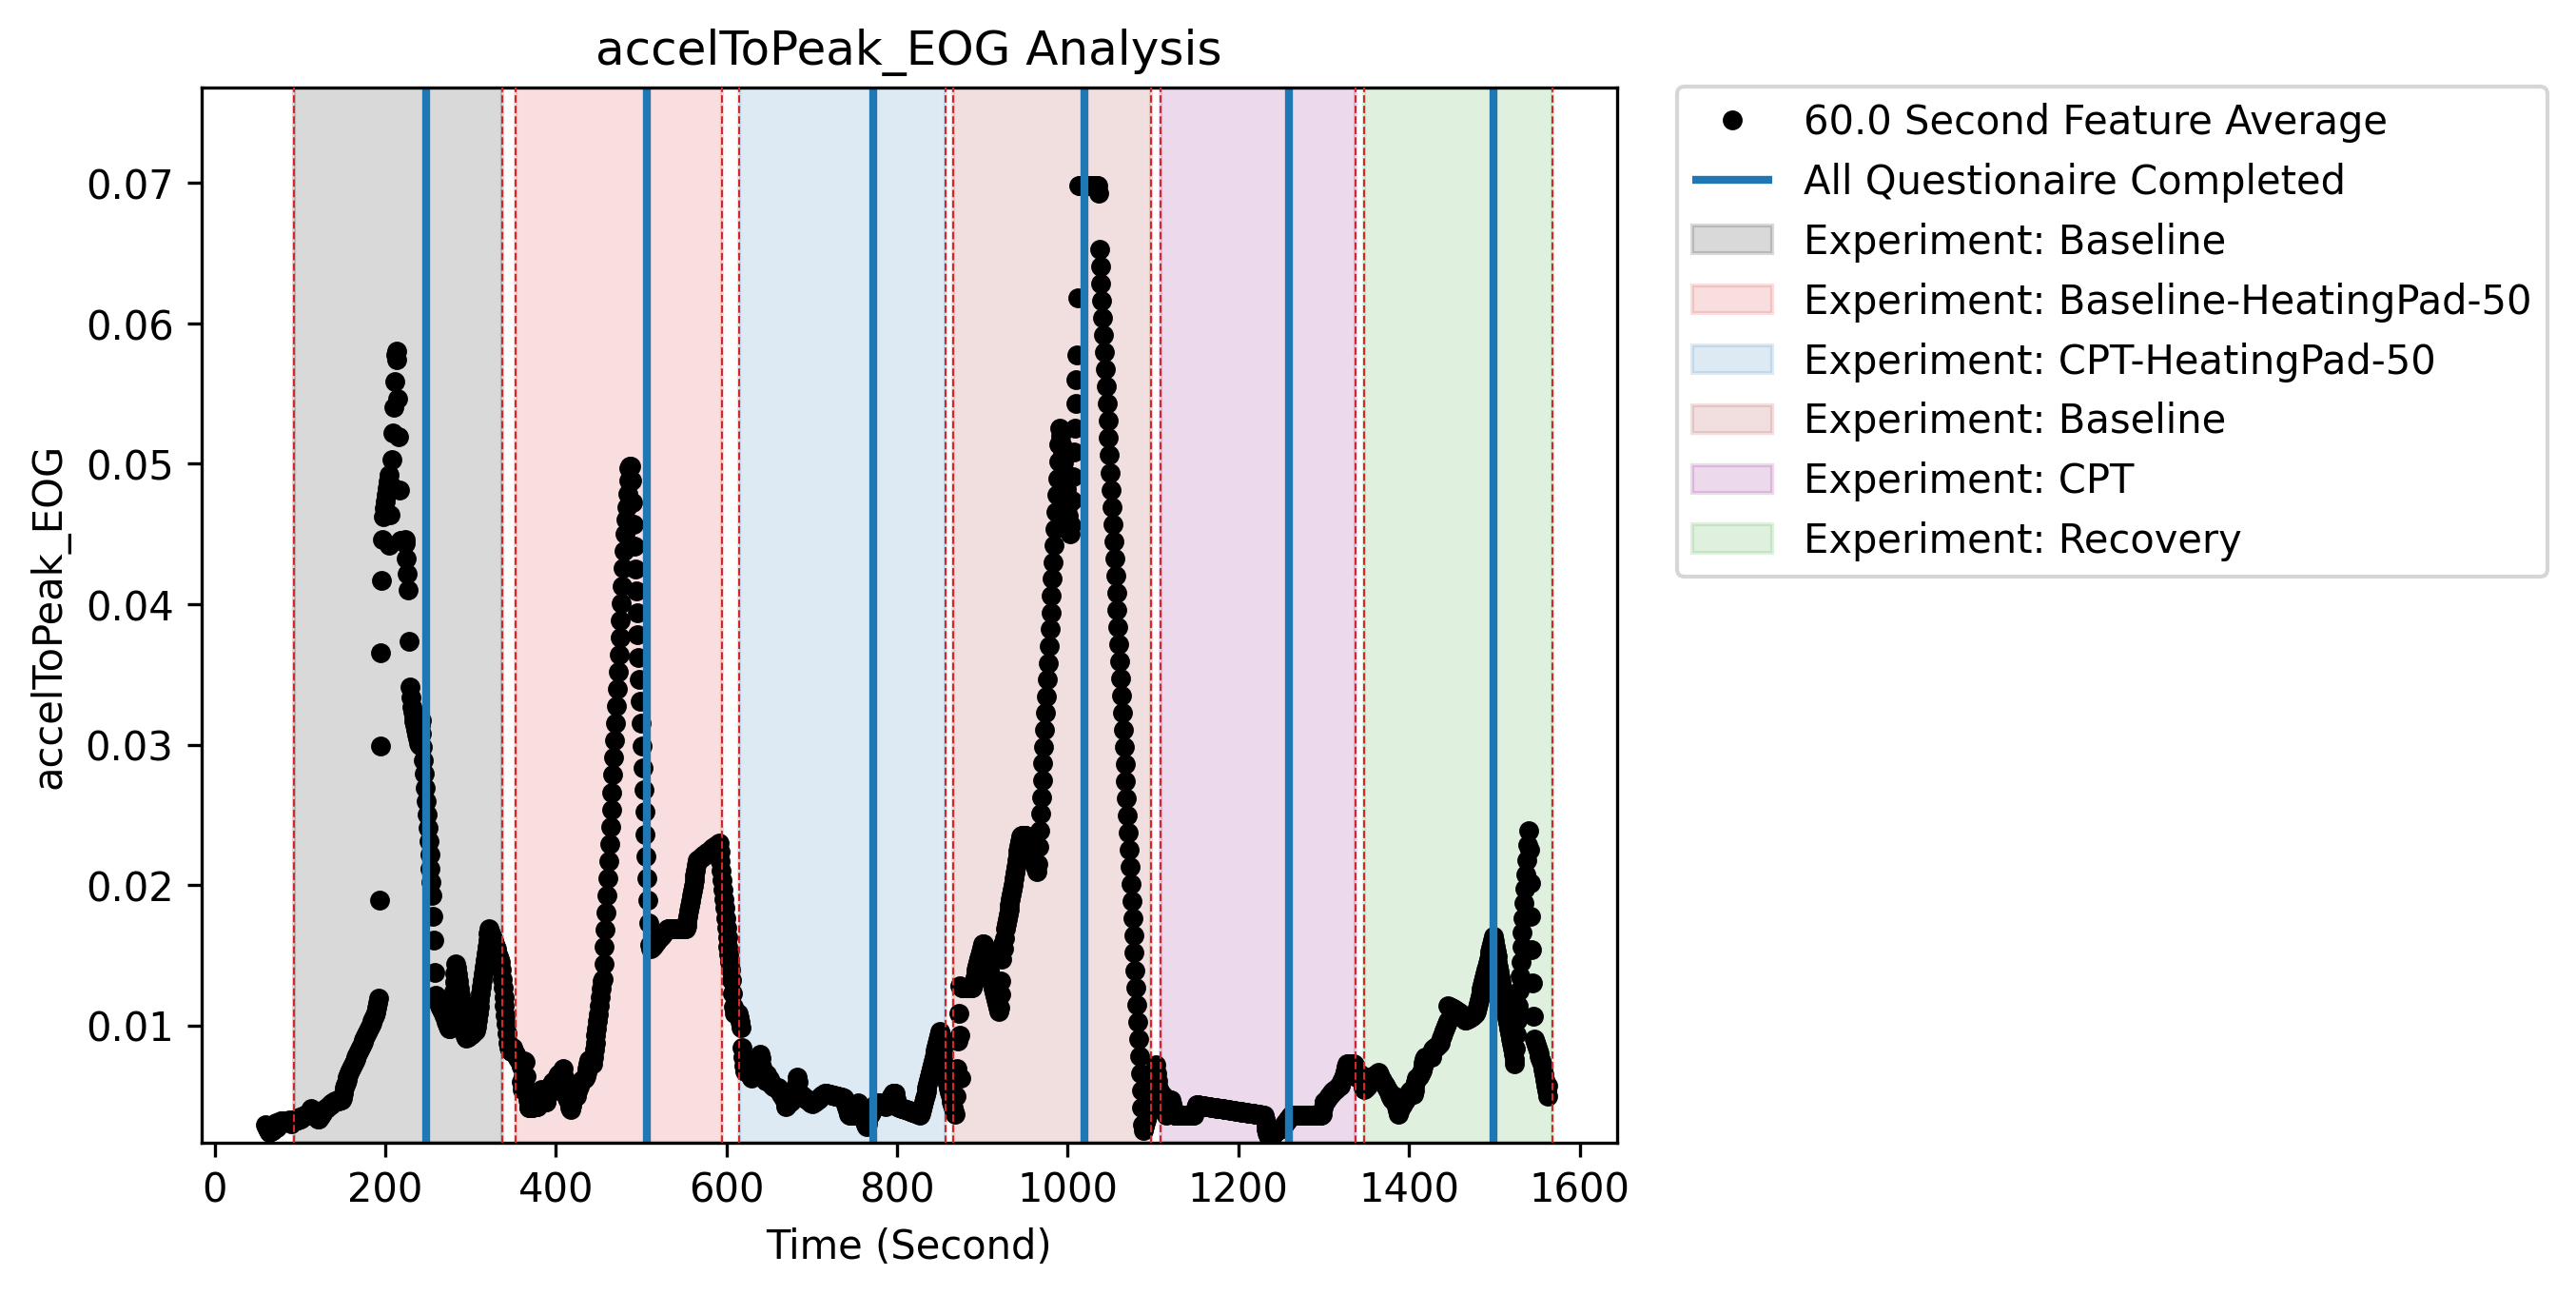 accelToPeak_EOG Analysis
accelToPeak_EOG
0.07
0.06
0.05
0.04
0.03
0.02
0.01
0 200 400 600 800 1000 1200 1400 1600
Time (Second)
60.0 Second Feature Average
All Questionaire Completed
Experiment: Baseline
Experiment: Baseline-HeatingPad-50
Experiment: CPT-HeatingPad-50
Experiment: Baseline
Experiment: CPT
Experiment: Recovery